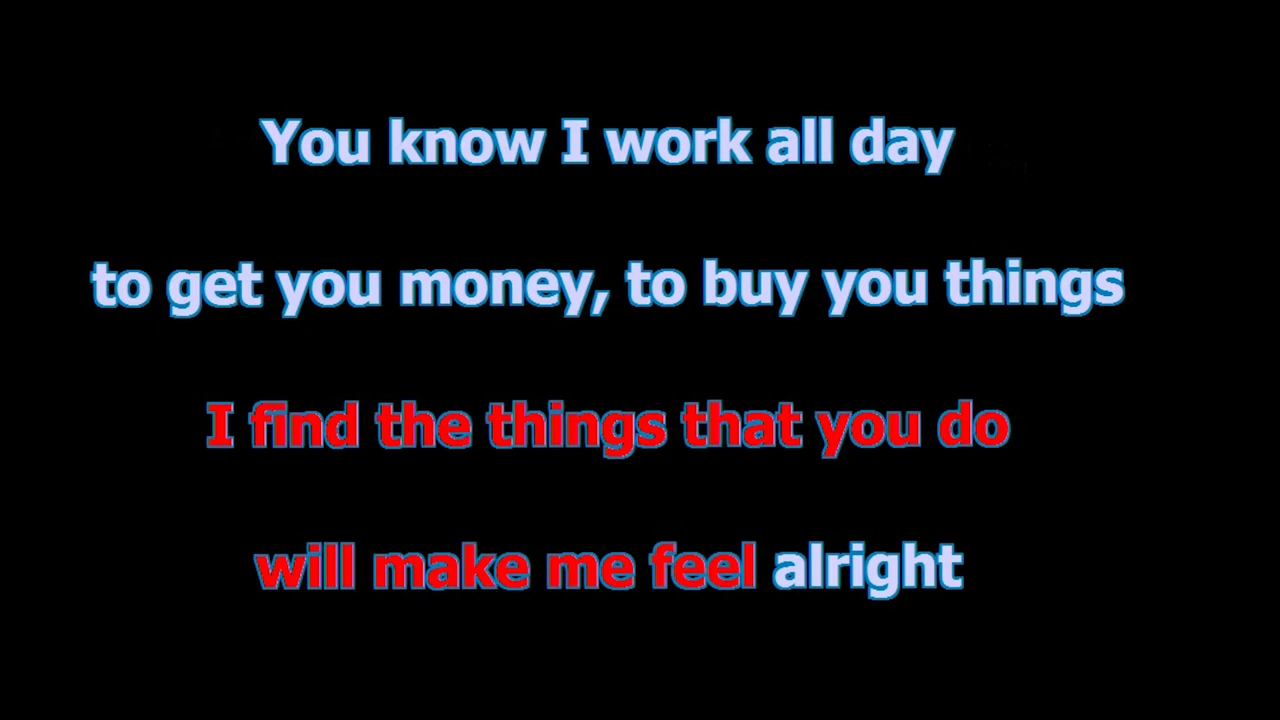 You know I work all day
to get you money, to buy you things
I find the things that you do
will make me feel alright